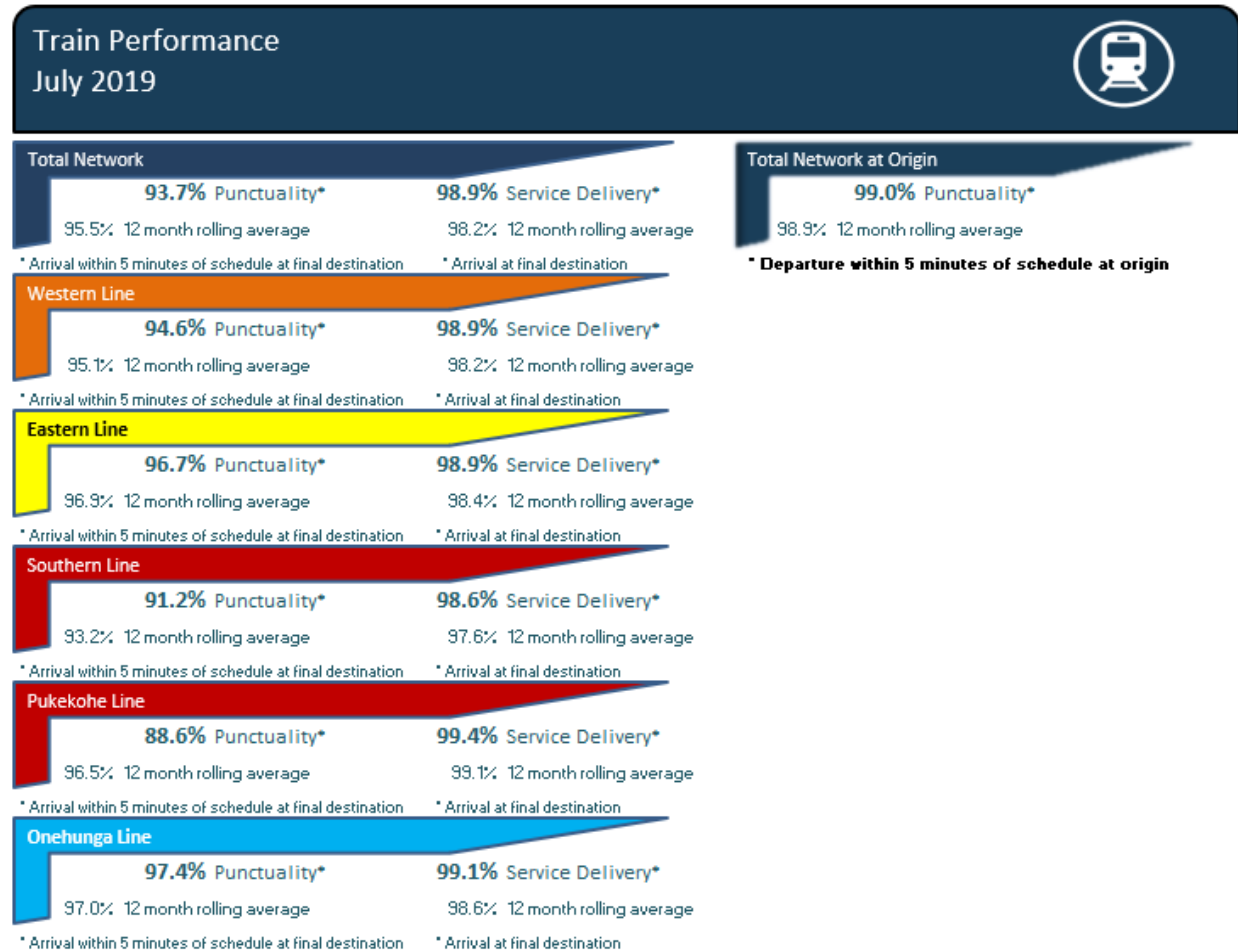 Train Performance
July 2019
Total Network
93.7% Punctuality* 98.9% Service Delivery*
95.5% 12 month rolling average 98.2% 12 month rolling average
* Arrival within 5 minutes of schedule at final destination * Arrival at final destination
Total Network at Origin
99.0% Punctuality*
98.9% 12 month rolling average
* Departure within 5 minutes of schedule at origin
Western Line
94.6% Punctuality* 98.9% Service Delivery*
95.1% 12 month rolling average 98.2% 12 month rolling average
* Arrival within 5 minutes of schedule at final destination * Arrival at final destination
Eastern Line
96.7% Punctuality* 98.9% Service Delivery*
96.9% 12 month rolling average 98.4% 12 month rolling average
* Arrival within 5 minutes of schedule at final destination * Arrival at final destination
Southern Line
91.2% Punctuality* 98.6% Service Delivery*
93.2% 12 month rolling average 97.6% 12 month rolling average
* Arrival within 5 minutes of schedule at final destination * Arrival at final destination
Pukekohe Line
88.6% Punctuality* 99.4% Service Delivery*
96.5% 12 month rolling average 99.1% 12 month rolling average
* Arrival within 5 minutes of schedule at final destination * Arrival at final destination
Onehunga Line
97.4% Punctuality* 99.1% Service Delivery*
97.0% 12 month rolling average 98.6% 12 month rolling average
* Arrival within 5 minutes of schedule at final destination * Arrival at final destination